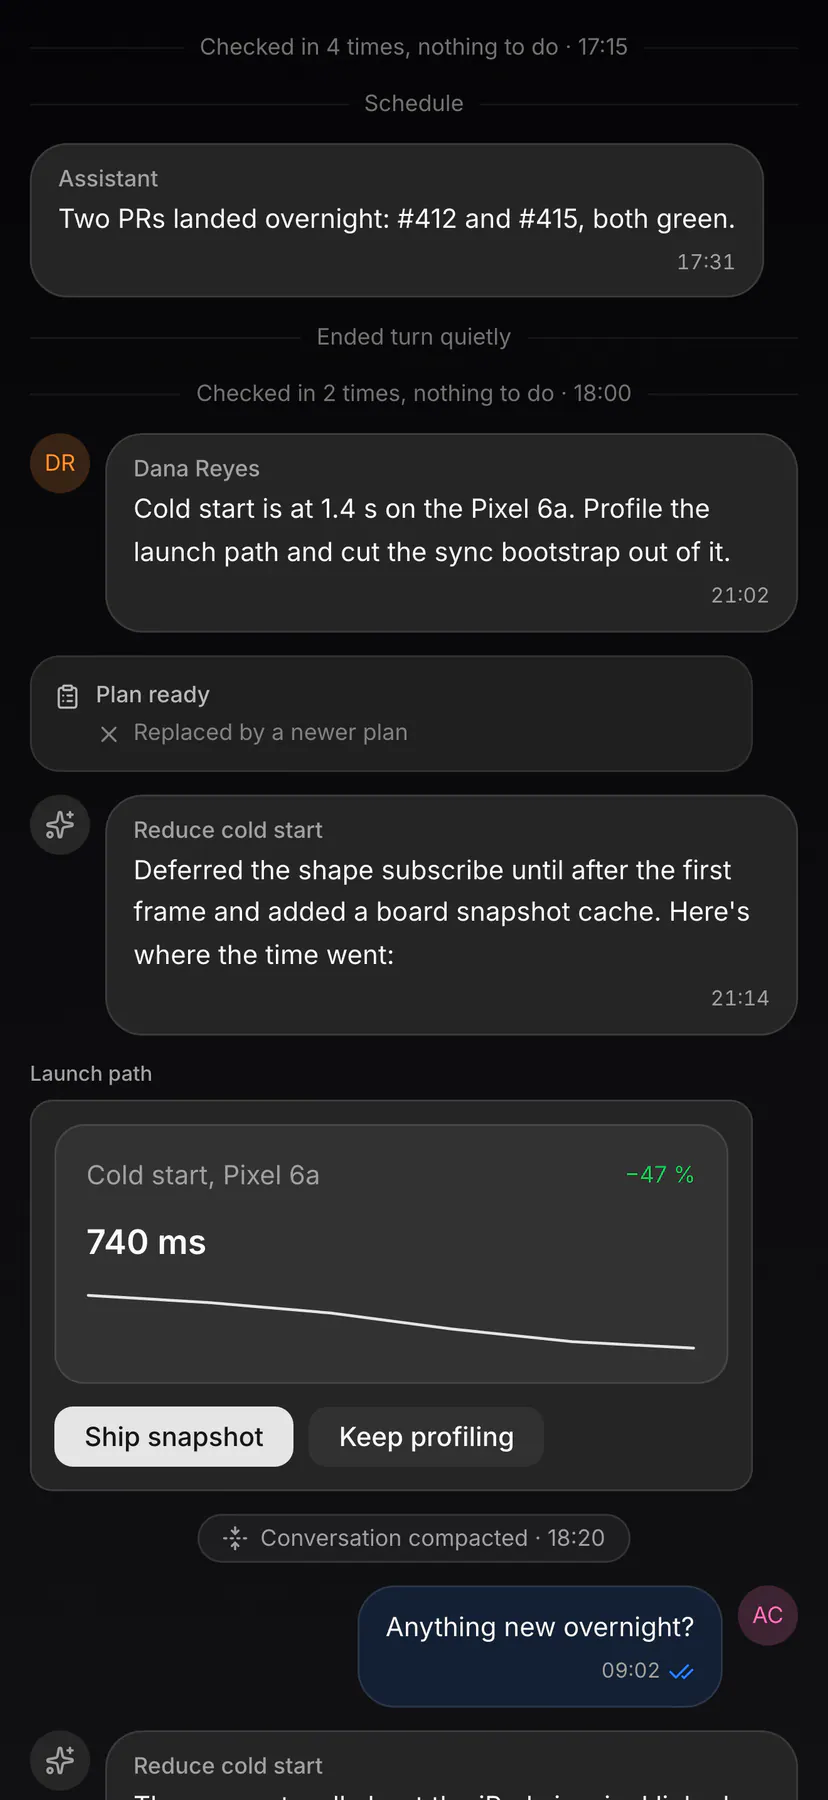 Checked in 4 times, nothing to do · 17:15
Schedule
Assistant
Two PRs landed overnight: #412 and #415, both green.
17:31
Ended turn quietly
Checked in 2 times, nothing to do · 18:00
DR
Dana Reyes
Cold start is at 1.4 s on the Pixel 6a. Profile the
launch path and cut the sync bootstrap out of it.
21:02
Plan ready
Replaced by a newer plan
Reduce cold start
Deferred the shape subscribe until after the first
frame and added a board snapshot cache. Here's
where the time went:
21:14
Launch path
Cold start, Pixel 6a
−47 %
740 ms
Ship snapshot
Keep profiling
Conversation compacted · 18:20
Anything new overnight?
AC
09:02
Reduce cold start